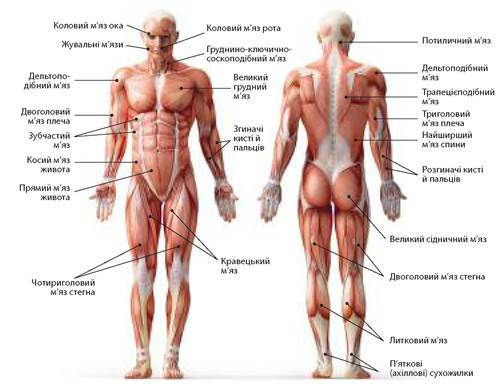 Коловий м'яз ока
Коловий м'яз рота
Жувальні м'язи
Груднино-ключично-
соскоподібний м'яз
Дельтопо-
дібний м'яз
Великий
грудний
м'яз
Двоголовий
м'яз плеча
Зубчастий
м'яз
Згиначі
кисті й
пальців
Косий м'яз
живота
Прямий м'яз
живота
Кравецький
м'яз
Чотириголовий
м'яз стегна
Потиличний м'яз
Дельтоподібний
м'яз
Трапецієподібний
м'яз
Триголовий
м'яз плеча
Найширший
м'яз спини
Розгиначі кисті
й пальців
Великий сідничний м'яз
Двоголовий м'яз стегна
Литковий м'яз
П'яткові
(ахіллові) сухожилки